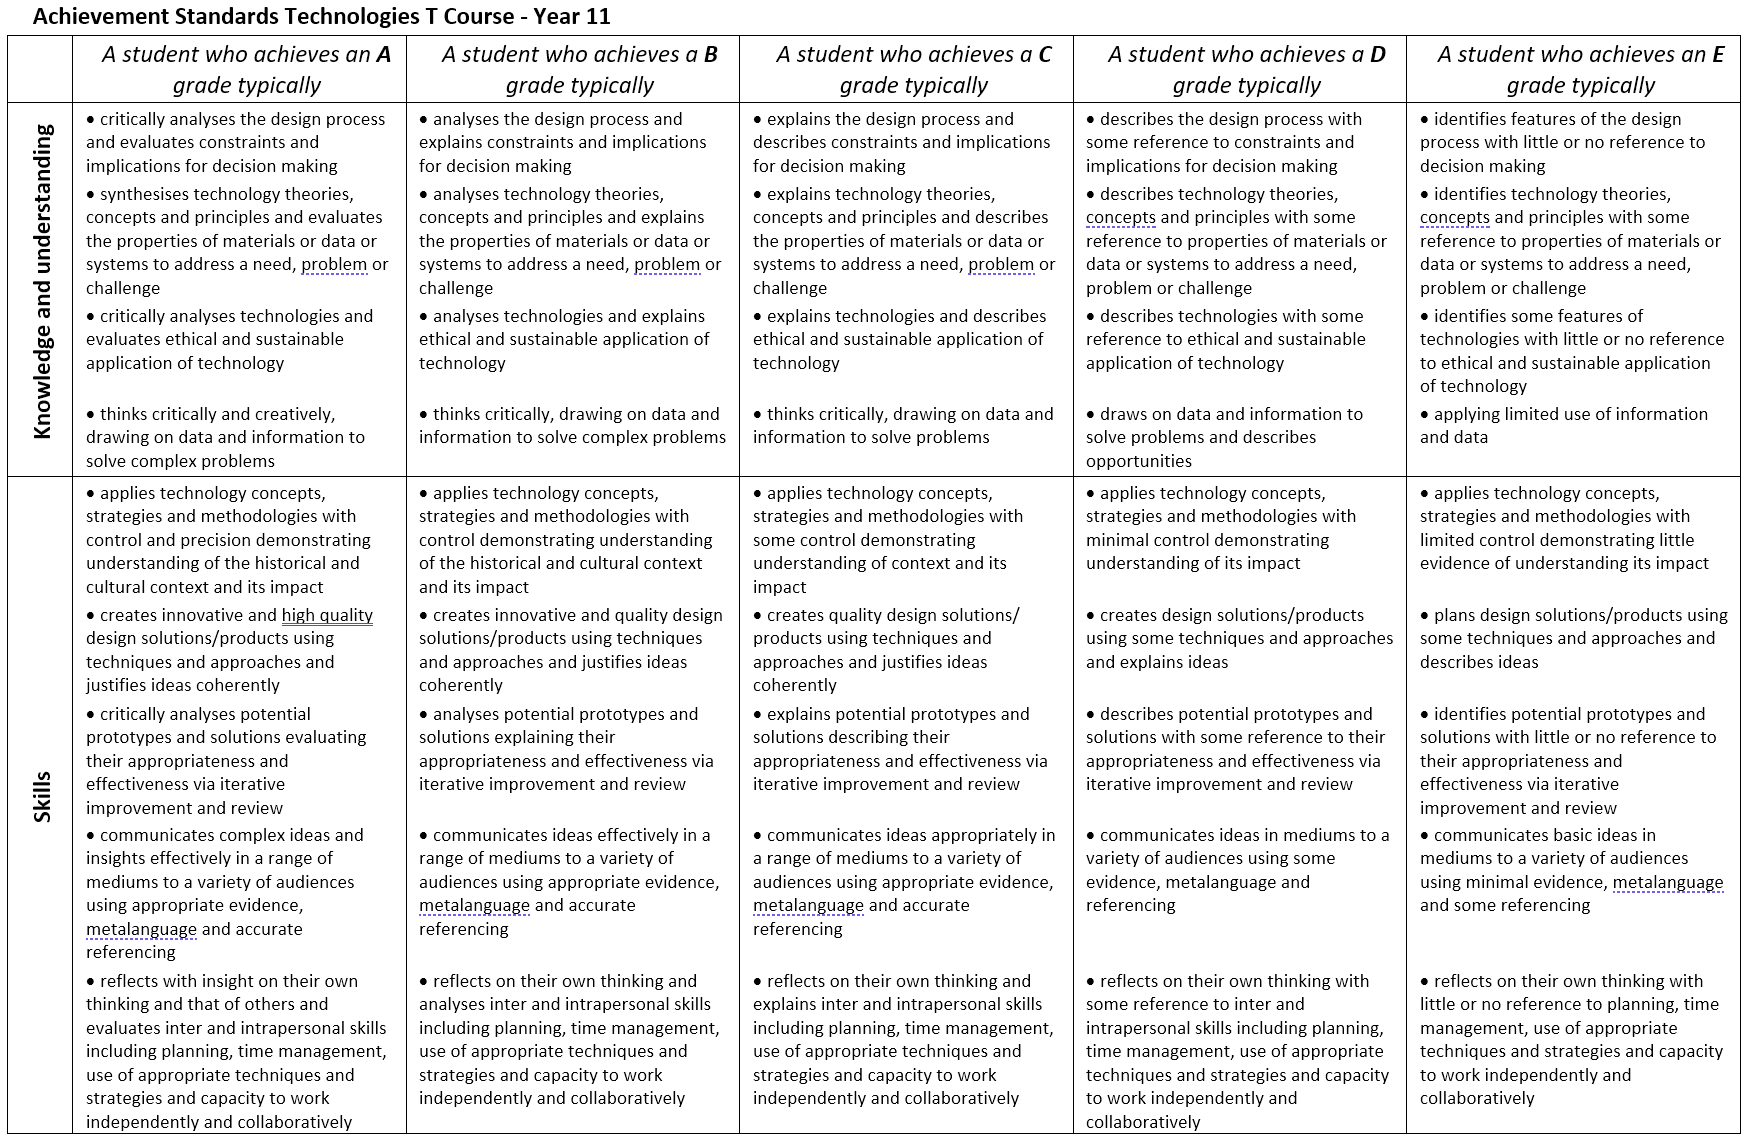 Achievement Standards Technologies T Course - Year 11
A student who achieves an A
grade typically
A student who achieves a B
grade typically
A student who achieves a C
grade typically
A student who achieves a D
grade typically
A student who achieves an E
grade typically
Knowledge and understanding
• critically analyses the design process
and evaluates constraints and
implications for decision making
• analyses the design process and
explains constraints and implications
for decision making
• explains the design process and
describes constraints and implications
for decision making
• describes the design process with
some reference to constraints and
implications for decision making
• identifies features of the design
process with little or no reference to
decision making
• synthesises technology theories,
concepts and principles and evaluates
the properties of materials or data or
systems to address a need, problem or
challenge
• analyses technology theories,
concepts and principles and explains
the properties of materials or data or
systems to address a need, problem or
challenge
• explains technology theories,
concepts and principles and describes
the properties of materials or data or
systems to address a need, problem or
challenge
• describes technology theories,
concepts and principles with some
reference to properties of materials or
data or systems to address a need,
problem or challenge
• identifies technology theories,
concepts and principles with some
reference to properties of materials or
data or systems to address a need,
problem or challenge
• critically analyses technologies and
evaluates ethical and sustainable
application of technology
• analyses technologies and explains
ethical and sustainable application of
technology
• explains technologies and describes
ethical and sustainable application of
technology
• describes technologies with some
reference to ethical and sustainable
application of technology
• identifies some features of
technologies with little or no reference
to ethical and sustainable application
of technology
• thinks critically and creatively,
drawing on data and information to
solve complex problems
• thinks critically, drawing on data and
information to solve complex problems
• thinks critically, drawing on data and
information to solve problems
• draws on data and information to
solve problems and describes
opportunities
• applying limited use of information
and data
Skills
• applies technology concepts,
strategies and methodologies with
control and precision demonstrating
understanding of the historical and
cultural context and its impact
• applies technology concepts,
strategies and methodologies with
control demonstrating understanding
of the historical and cultural context
and its impact
• applies technology concepts,
strategies and methodologies with
some control demonstrating
understanding of context and its
impact
• applies technology concepts,
strategies and methodologies with
minimal control demonstrating
understanding of its impact
• applies technology concepts,
strategies and methodologies with
limited control demonstrating little
evidence of understanding its impact
• creates innovative and high quality
design solutions/products using
techniques and approaches and
justifies ideas coherently
• creates innovative and quality design
solutions/products using techniques
and approaches and justifies ideas
coherently
• creates quality design solutions/
products using techniques and
approaches and justifies ideas
coherently
• creates design solutions/products
using some techniques and approaches
and explains ideas
• plans design solutions/products using
some techniques and approaches and
describes ideas
• critically analyses potential
prototypes and solutions evaluating
their appropriateness and
effectiveness via iterative
improvement and review
• analyses potential prototypes and
solutions explaining their
appropriateness and effectiveness via
iterative improvement and review
• explains potential prototypes and
solutions describing their
appropriateness and effectiveness via
iterative improvement and review
• describes potential prototypes and
solutions with some reference to their
appropriateness and effectiveness via
iterative improvement and review
• identifies potential prototypes and
solutions with little or no reference to
their appropriateness and
effectiveness via iterative
improvement and review
• communicates complex ideas and
insights effectively in a range of
mediums to a variety of audiences
using appropriate evidence,
metalanguage and accurate
referencing
• communicates ideas effectively in a
range of mediums to a variety of
audiences using appropriate evidence,
metalanguage and accurate
referencing
• communicates ideas appropriately in
a range of mediums to a variety of
audiences using appropriate evidence,
metalanguage and accurate
referencing
• communicates ideas in mediums to a
variety of audiences using some
evidence, metalanguage and
referencing
• communicates basic ideas in
mediums to a variety of audiences
using minimal evidence, metalanguage
and some referencing
• reflects with insight on their own
thinking and that of others and
evaluates inter and intrapersonal skills
including planning, time management,
use of appropriate techniques and
strategies and capacity to work
independently and collaboratively
• reflects on their own thinking and
analyses inter and intrapersonal skills
including planning, time management,
use of appropriate techniques and
strategies and capacity to work
independently and collaboratively
• reflects on their own thinking and
explains inter and intrapersonal skills
including planning, time management,
use of appropriate techniques and
strategies and capacity to work
independently and collaboratively
• reflects on their own thinking with
some reference to inter and
intrapersonal skills including planning,
time management, use of appropriate
techniques and strategies and capacity
to work independently and
collaboratively
• reflects on their own thinking with
little or no reference to planning, time
management, use of appropriate
techniques and strategies and capacity
to work independently and
collaboratively